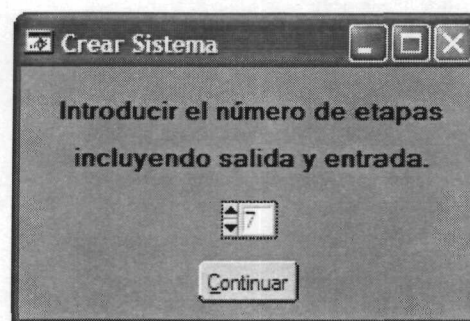 Crear Sistema
Introducir el número de etapas
incluyendo salida y entrada.
7
Continuar